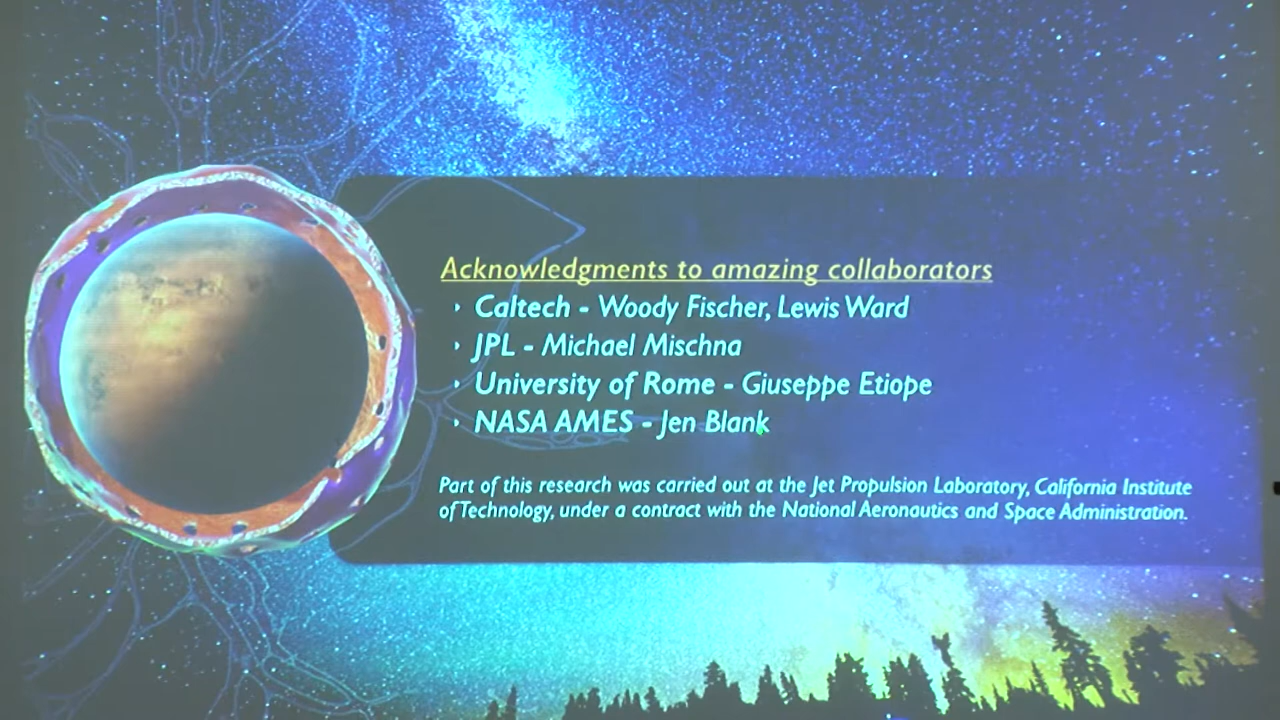 Acknowledgments to amazing collaborators
Caltech - Woody Fischer, Lewis Ward
JPL - Michael Mischna
University of Rome - Giuseppe Etiope
NASA AMES - Jen Blank
Part of this research was carried out at the Jet Propulsion Laboratory, California Institute
of Technology, under a contract with the National Aeronautics and Space Administration.